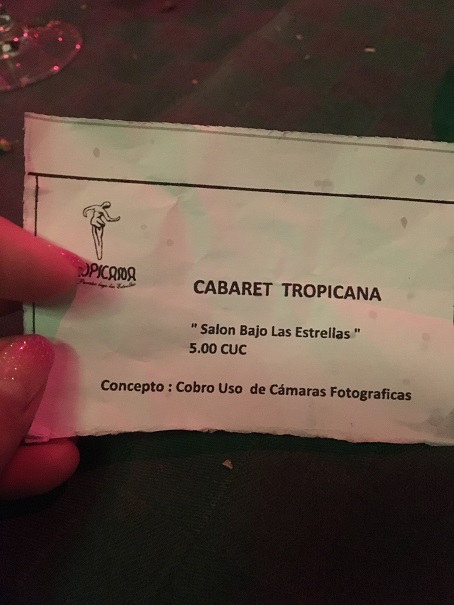 CABARET TROPICANA
" Salon Bajo Las Estrellas "
5.00 CUC
Concepto : Cobro Uso de Cámaras Fotograficas